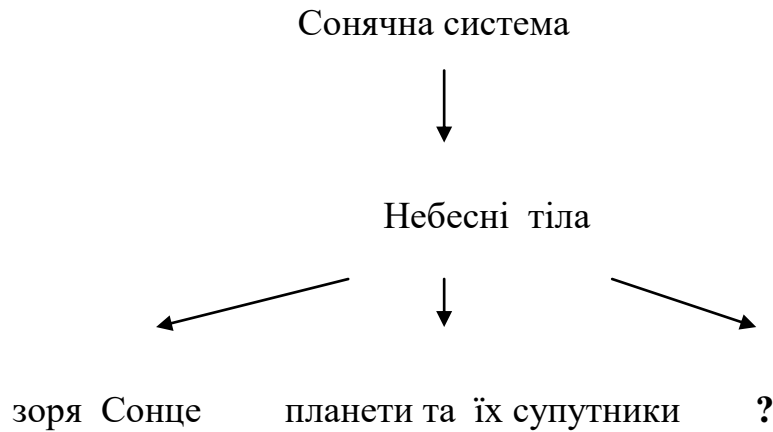 Сонячна система
Небесні тіла
зоря Сонце планети та їх супутники ?